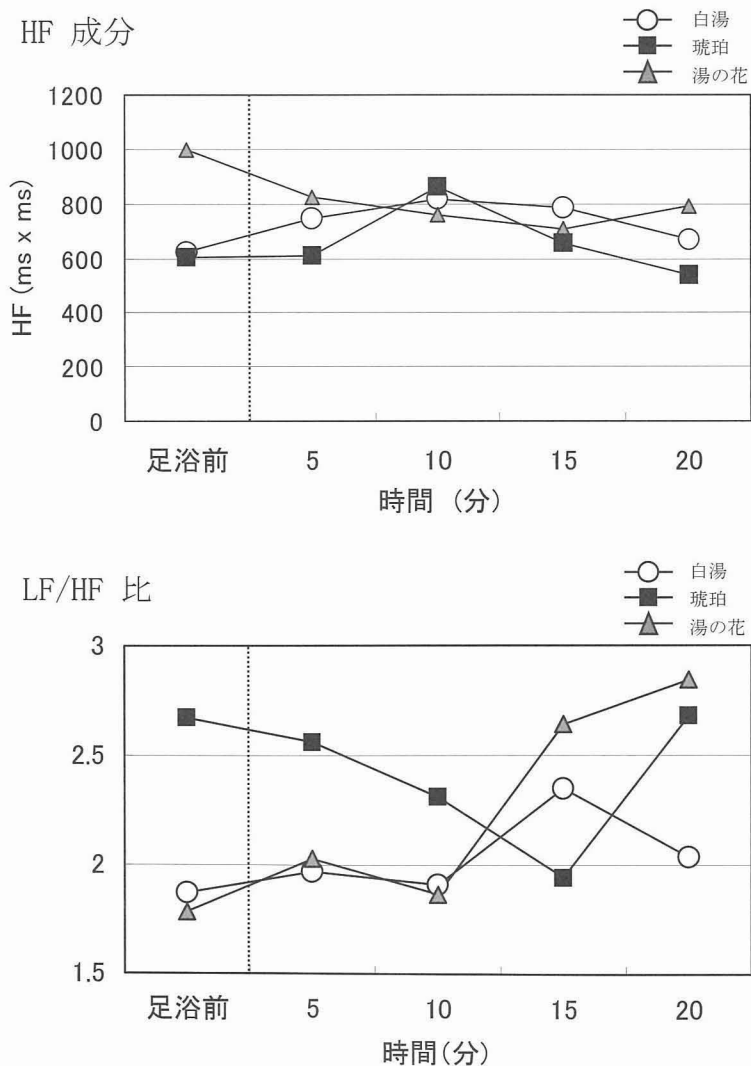 HF 成分
白湯
琥珀
湯の花
1200
1000
800
600
400
200
0
HF (ms x ms)
足浴前 5 10 15 20
時間 (分)
LF/HF 比
白湯
琥珀
湯の花
3
2.5
2
1.5
足浴前 5 10 15 20
時間(分)